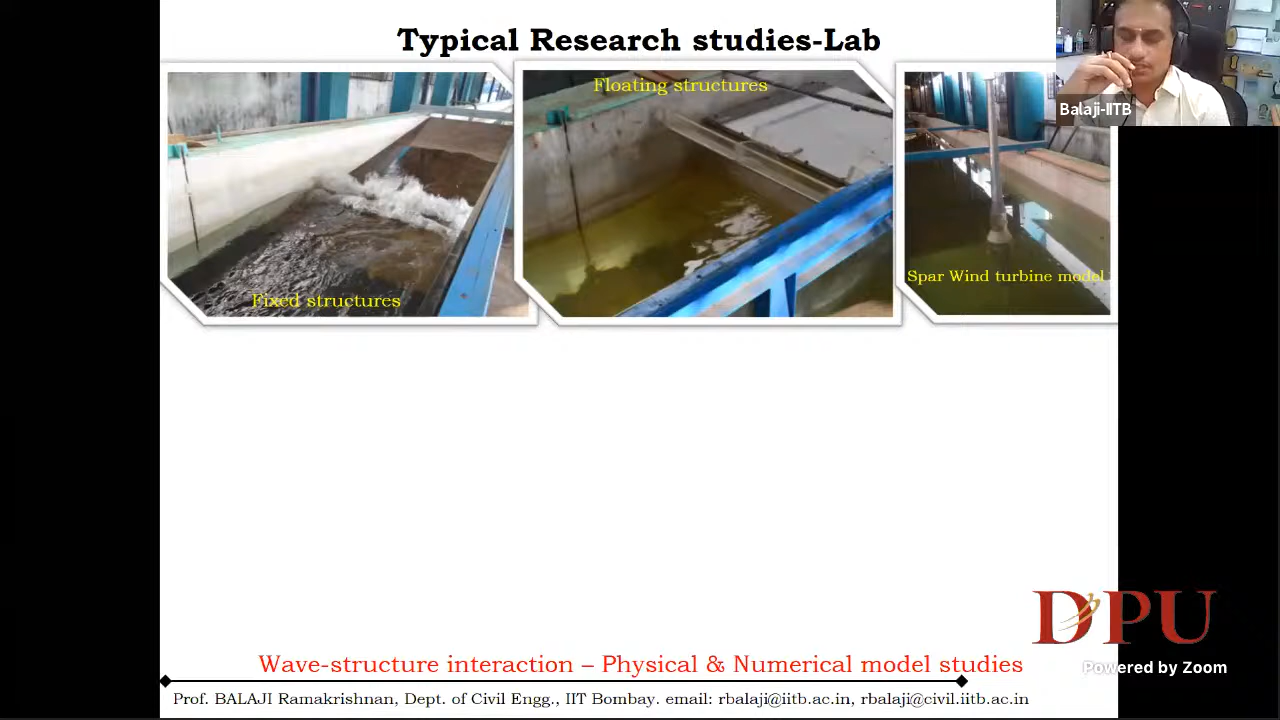 Typical Research studies-Lab
Floating structures
Balaji-IITB
Spar Wind turbine model
Fixed structures
DPU
Wave-structure interaction – Physical & Numerical model studies
Powered by Zoom
Prof. BALAJI Ramakrishnan, Dept. of Civil Engg., IIT Bombay. email: rbalaji@iitb.ac.in, rbalaji@civil.iitb.ac.in